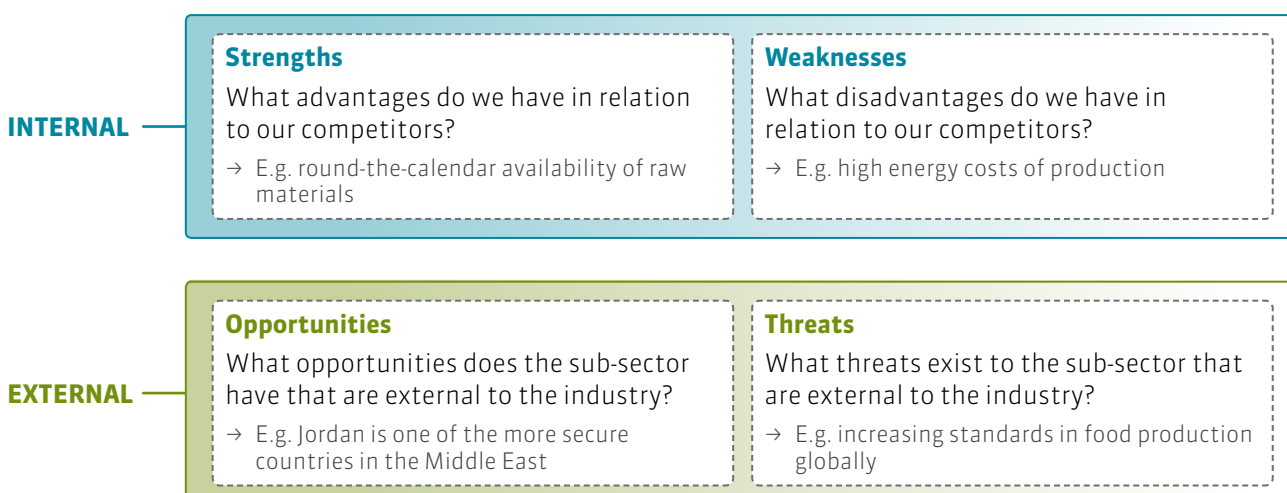 INTERNAL
Strengths
What advantages do we have in relation
to our competitors?
→ E.g. round-the-calendar availability of raw
materials
Weaknesses
What disadvantages do we have in
relation to our competitors?
→ E.g. high energy costs of production
EXTERNAL
Opportunities
What opportunities does the sub-sector
have that are external to the industry?
→ E.g. Jordan is one of the more secure
countries in the Middle East
Threats
What threats exist to the sub-sector that
are external to the industry?
→ E.g. increasing standards in food production
globally